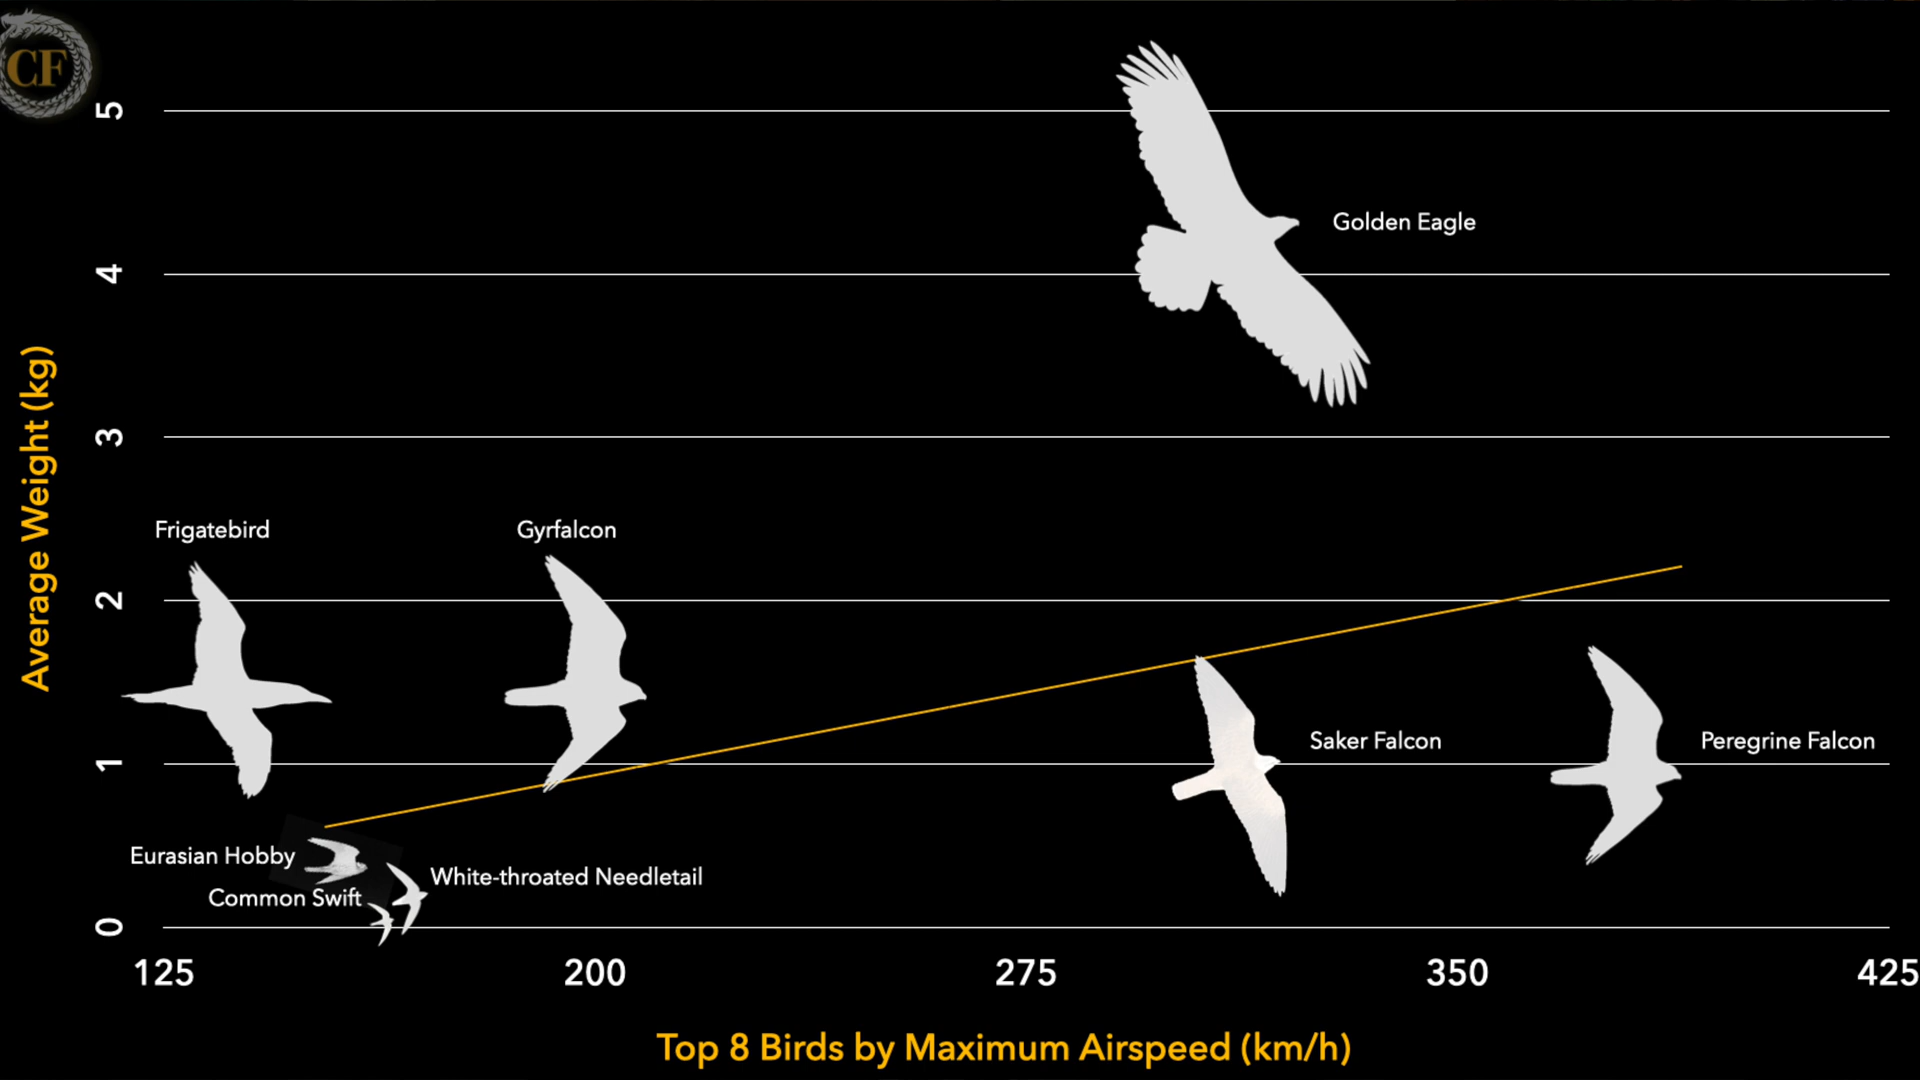 CF
5
Golden Eagle
4
3
Average Weight (kg)
Frigatebird
Gyrfalcon
2
Saker Falcon
Peregrine Falcon
1
Eurasian Hobby
White-throated Needletail
Common Swift
0
125 200 275 350 425
Top 8 Birds by Maximum Airspeed (km/h)